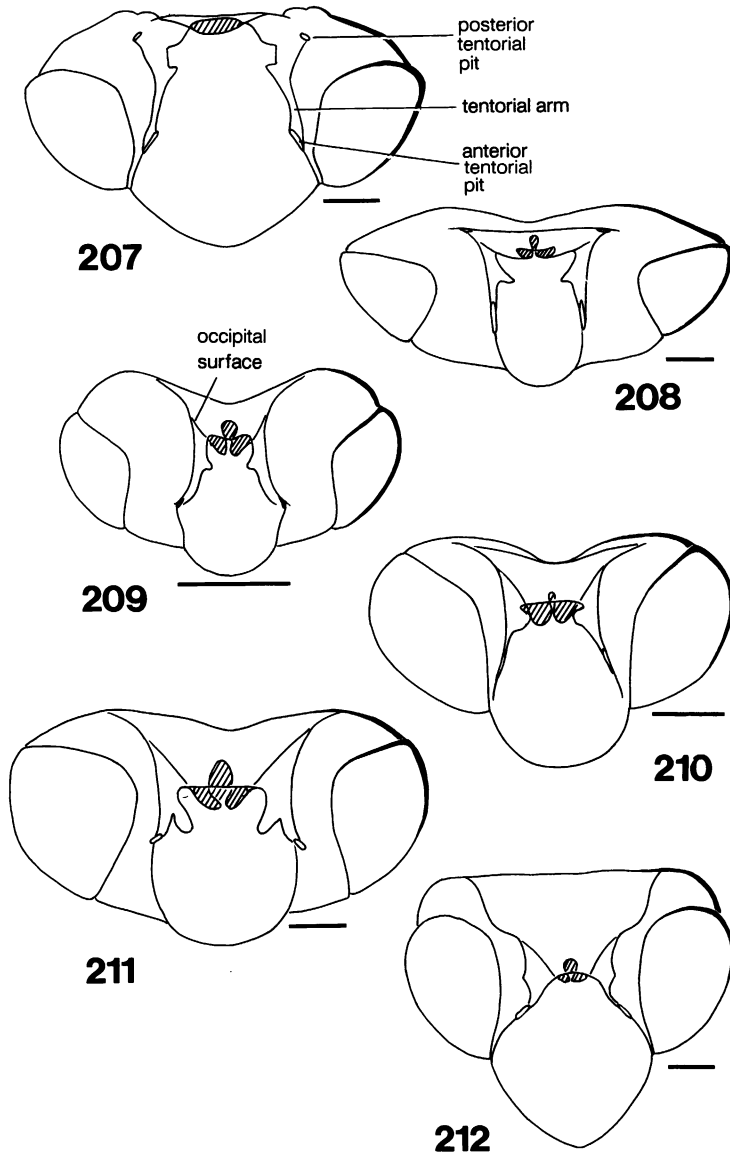 posterior
tentorial
pit
tentorial arm
anterior
tentorial
pit
207
208
occipital
surface
209
210
211
212